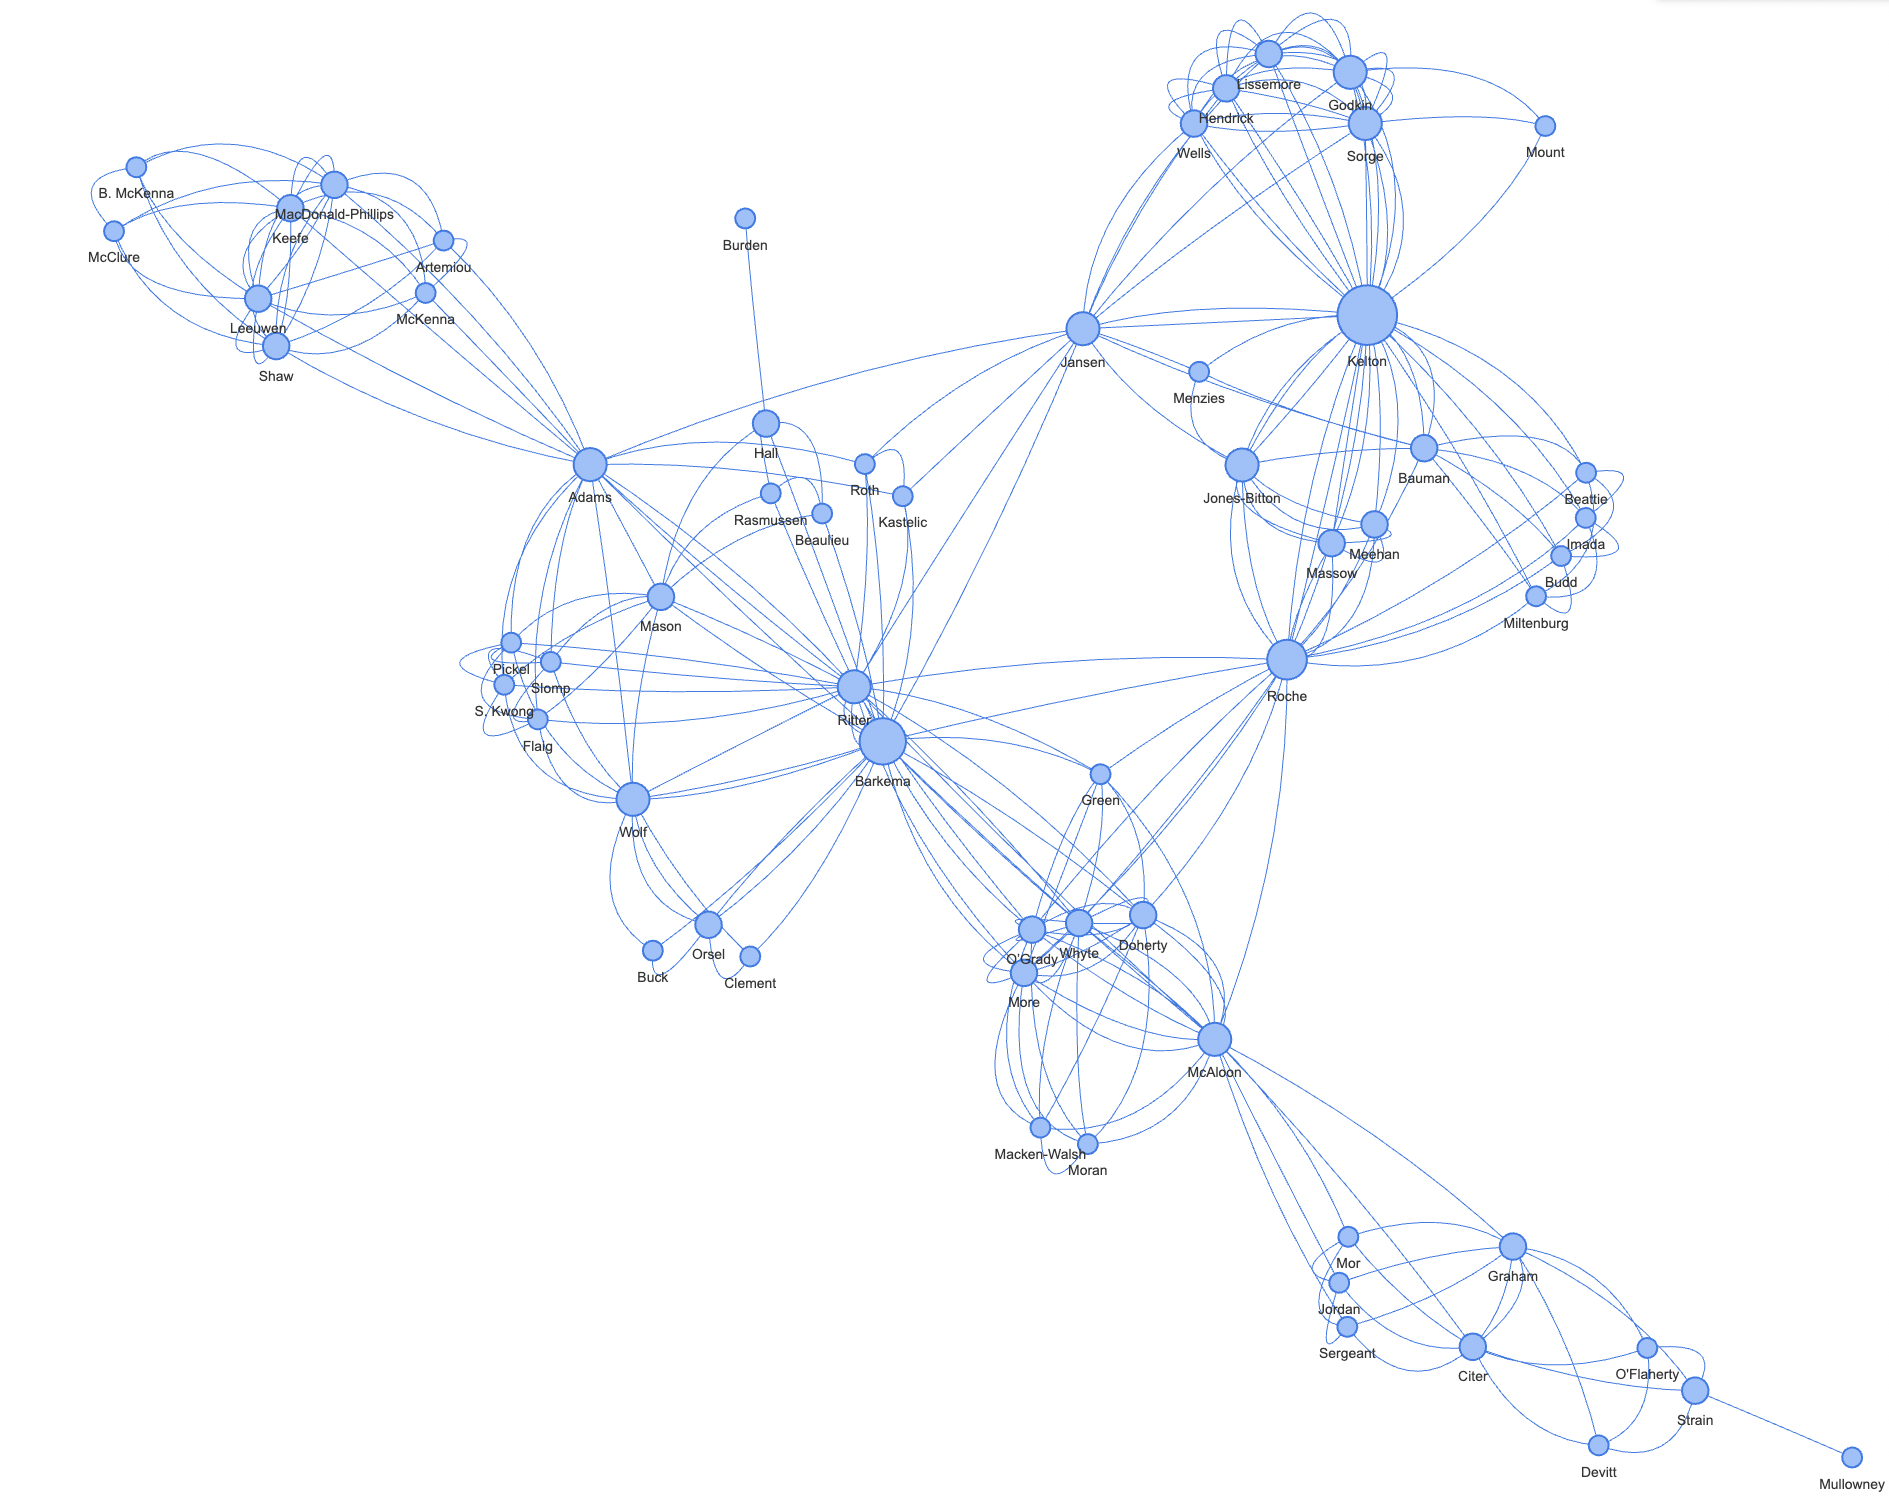 Lissemore
Godkin
Hendrick
Wells
Sorge
Mount
B. McKenna
MacDonald-Phillips
Keefe
McClure
Artemiou
Burden
McKenna
Leeuwen
Shaw
Jansen
Kelton
Menzies
Hall
Bauman
Roth
Adams
Jones-Bitton
Beattie
Rasmussen
Kastelic
Beaulieu
Imada
Meehan
Massow
Budd
Miltenburg
Mason
Pickel
Slomp
S. Kwong
Roche
Ritter
Flaig
Barkema
Green
Wolf
Doherty
Orsel
Whyte
O'Grady
Buck
Clement
More
McAloon
Macken-Walsh
Moran
Mor
Graham
Jordan
Sergeant
Citer
O'Flaherty
Strain
Devitt
Mullowney